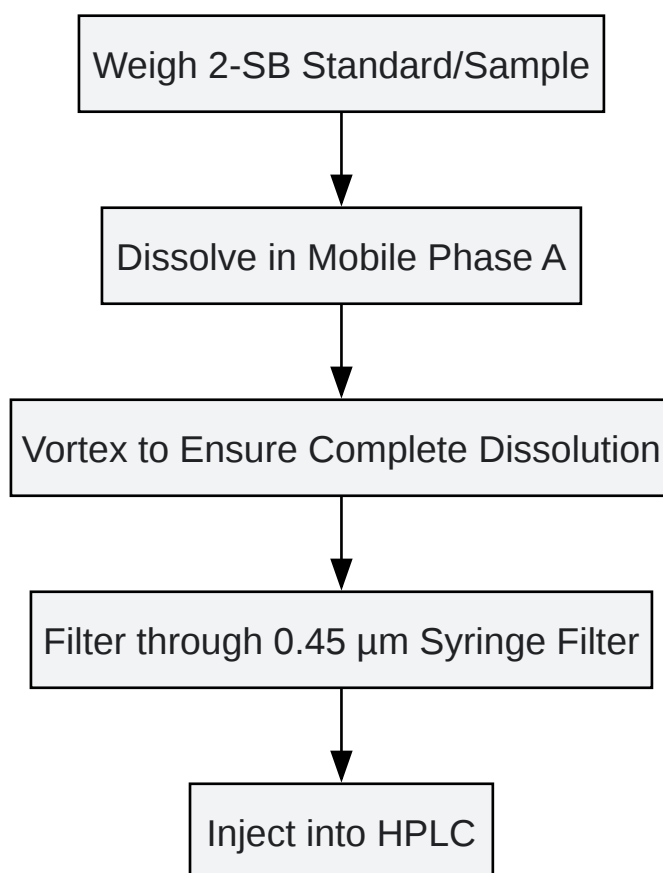 Weigh 2-SB Standard/Sample
Dissolve in Mobile Phase A
Vortex to Ensure Complete Dissolution
Filter through 0.45 µm Syringe Filter
Inject into HPLC